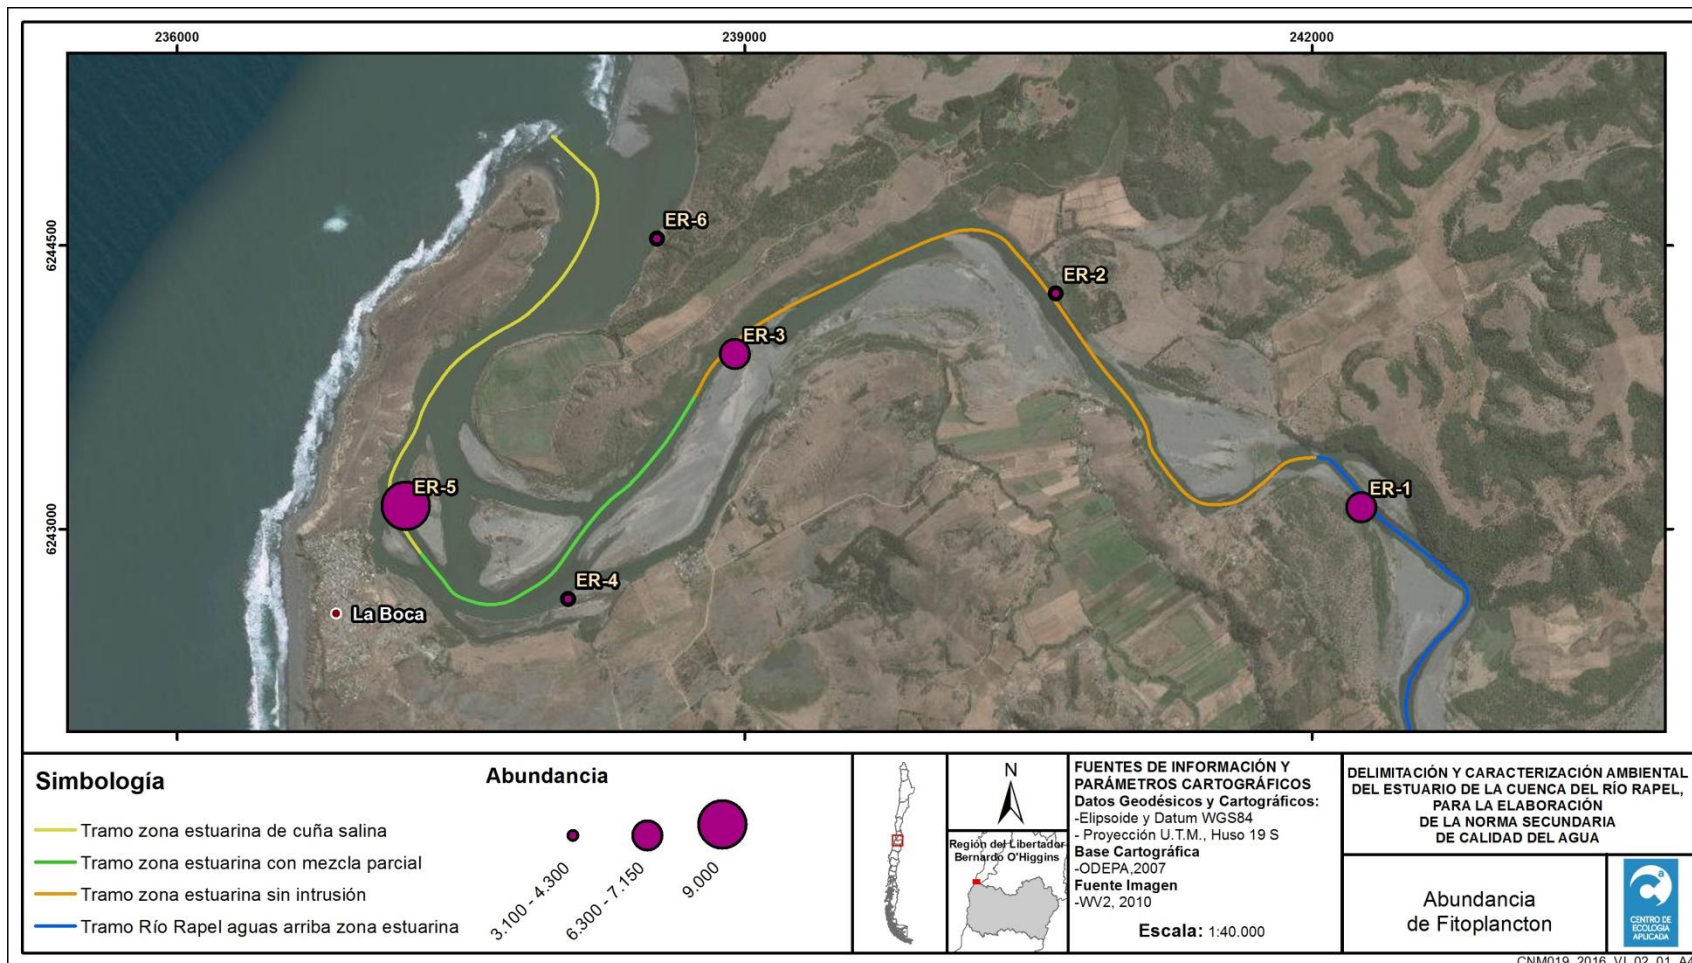 236000
239000
242000
6244500
6243000
ER-6
ER-2
ER-3
ER-5
ER-1
ER-4
La Boca
Simbología
Tramo zona estuarina de cuña salina
Tramo zona estuarina con mezcla parcial
Tramo zona estuarina sin intrusión
Tramo Río Rapel aguas arriba zona estuarina
Abundancia
3.100 - 4.300
6.300 - 7.150
9.000
N
Región del Libertador
Bernardo O'Higgins
FUENTES DE INFORMACIÓN Y
PARÁMETROS CARTOGRÁFICOS
Datos Geodésicos y Cartográficos:
-Elipsoide y Datum WGS84
- Proyección U.T.M., Huso 19 S
Base Cartográfica
-ODEPA,2007
Fuente Imagen
-WV2, 2010
Escala: 1:40.000
DELIMITACIÓN Y CARACTERIZACIÓN AMBIENTAL
DEL ESTUARIO DE LA CUENCA DEL RÍO RAPEL,
PARA LA ELABORACIÓN
DE LA NORMA SECUNDARIA
DE CALIDAD DEL AGUA
Abundancia
de Fitoplancton
a
CENTRO DE
ECOLOGÍA
APLICADA
CNM019_2016_VI_02_01_A4